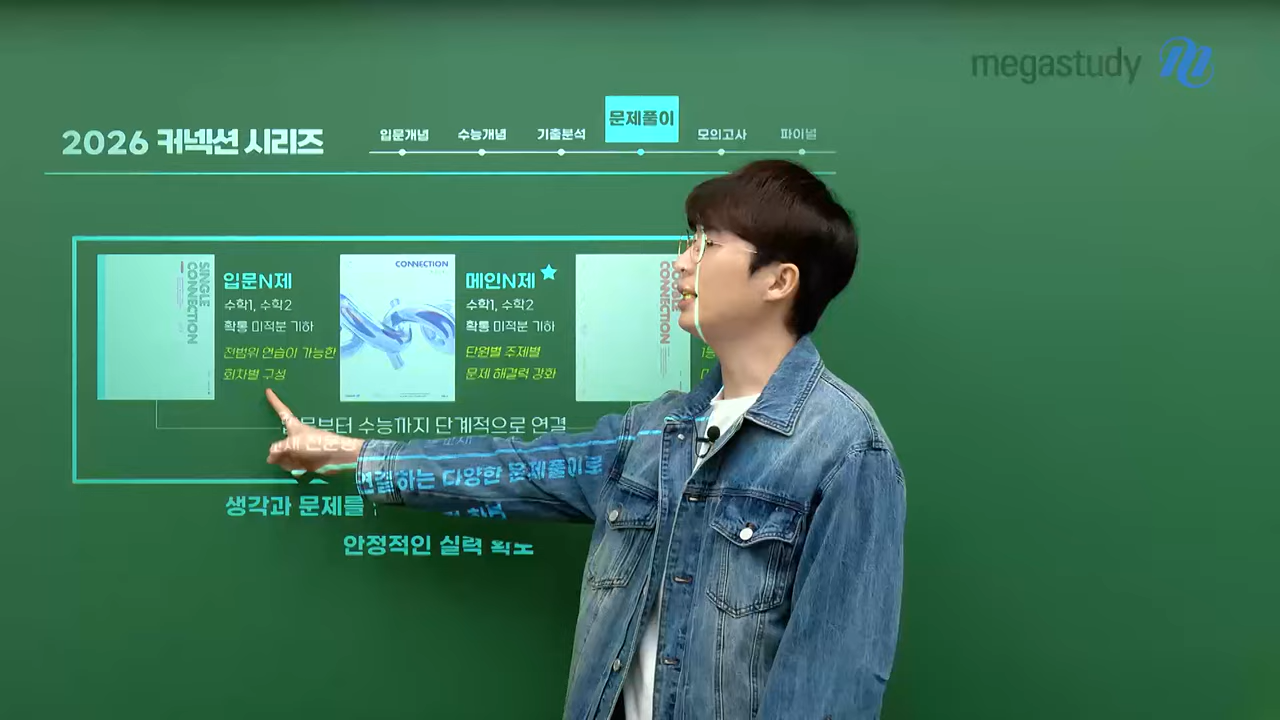 megastudy
2026 커넥션 시리즈
입문개념
수능개념
기출분석
문제풀이
모의고사
파이널
SINGLE
CONNECTION
입문N제
수학1, 수학2
확통 미적분 기하
전범위 연습이 가능한
회차별 구성
CONNECTION
메인N제
수학1, 수학2
확통 미적분 기하
단원별 주제별
문제 해결력 강화
CONNECTION
수능까지 단계적으로 연결
연결하는 다양한 문제풀이로
생각과 문제를
안정적인 실력 확보